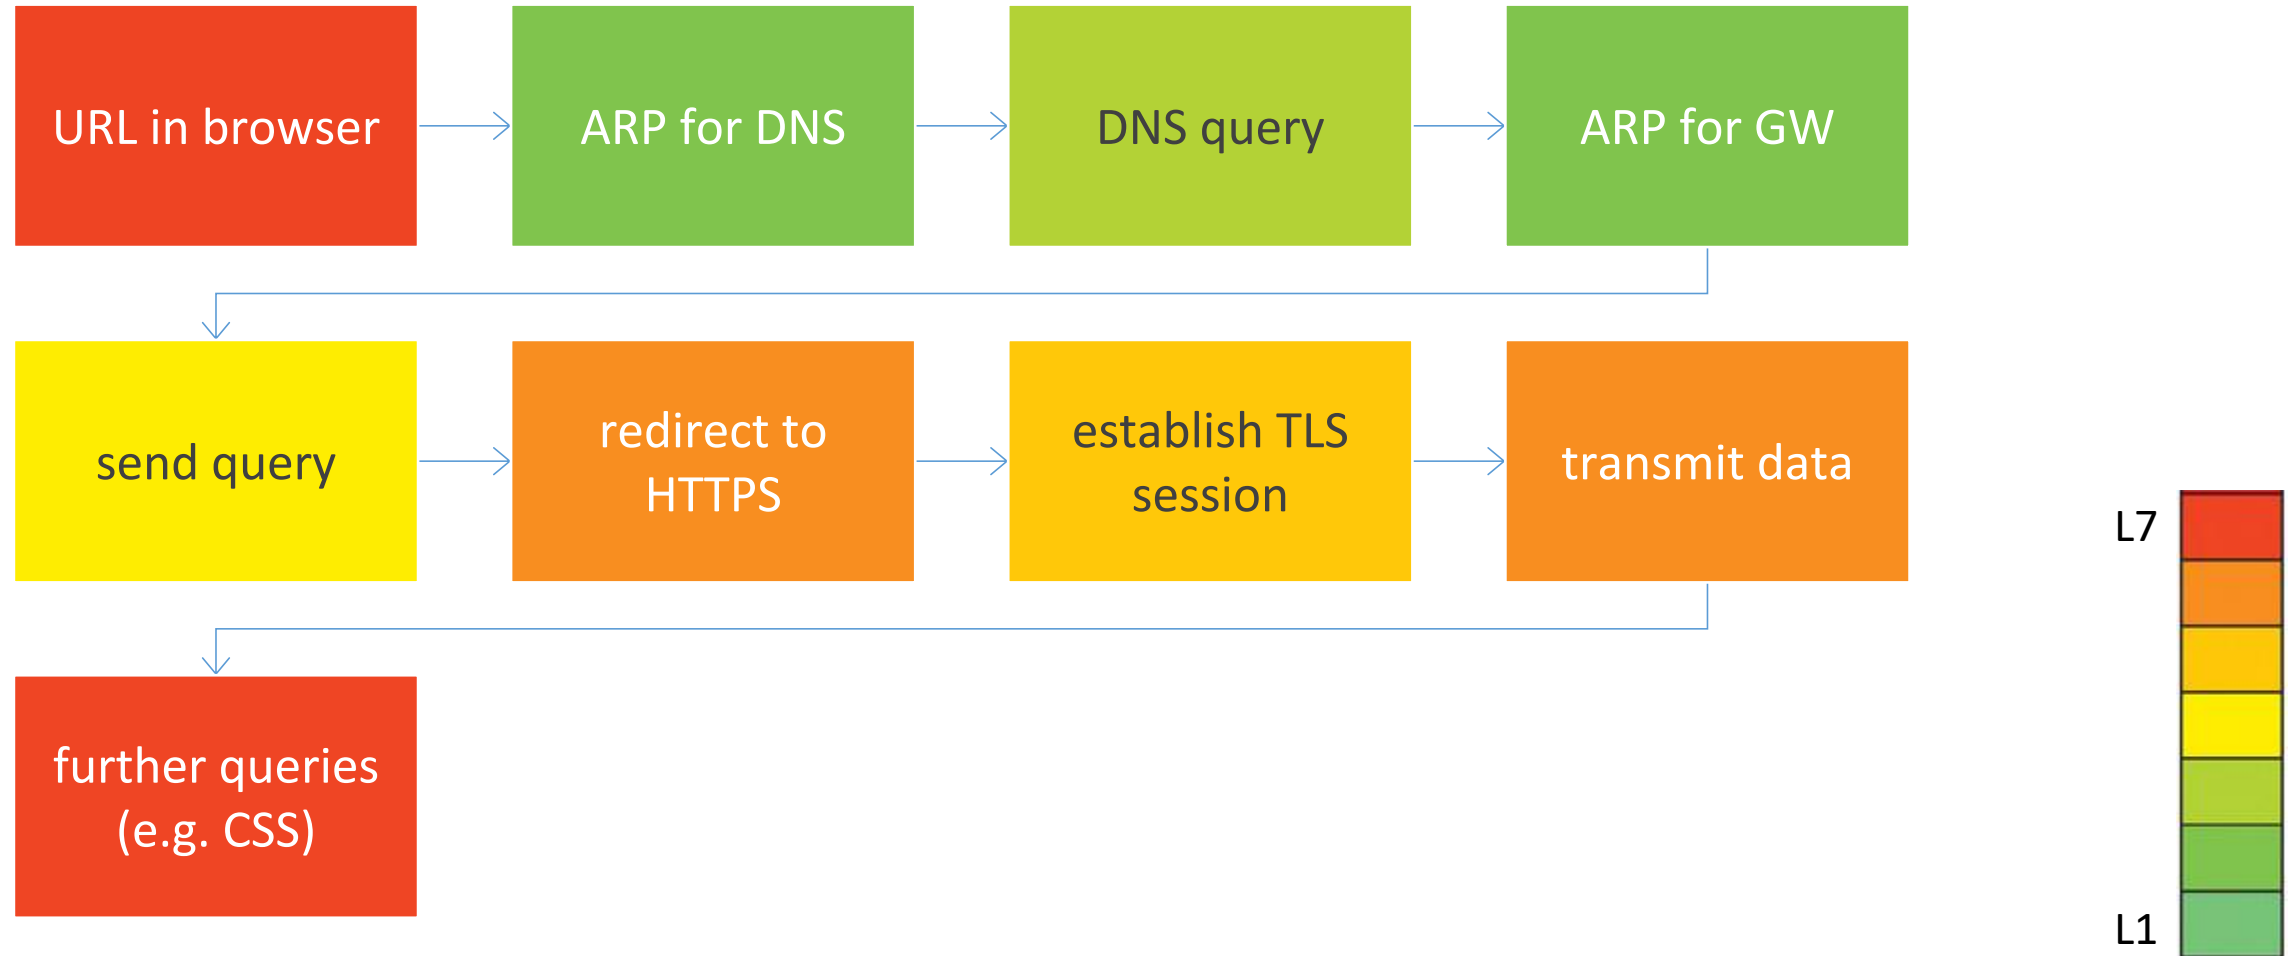 URL in browser
ARP for DNS
DNS query
ARP for GW
send query
redirect to
HTTPS
establish TLS
session
transmit data
further queries
(e.g. CSS)
L7
L1